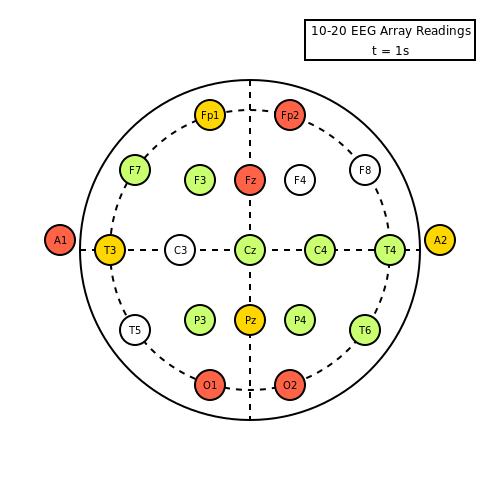 10-20 EEG Array Readings
t = 1s
Fp1 Fp2
F7 F3 Fz F4 F8
A1 T3 C3 Cz C4 T4 A2
T5 P3 Pz P4 T6
O1 O2